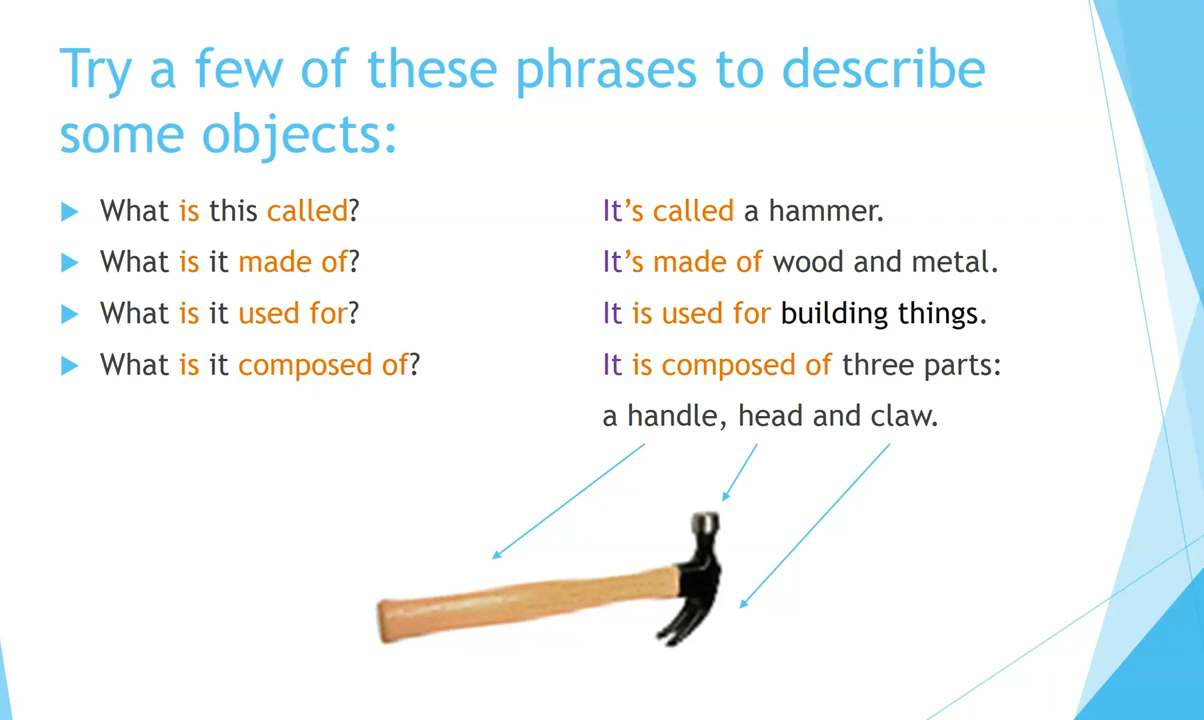 Try a few of these phrases to describe
some objects:
What is this called?
It's called a hammer.
What is it made of?
It's made of wood and metal.
What is it used for?
It is used for building things.
What is it composed of?
It is composed of three parts:
a handle, head and claw.